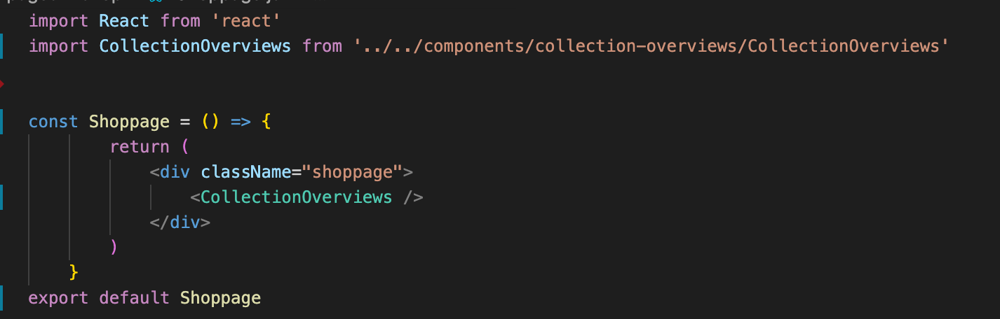 import React from 'react'
import CollectionOverviews from '../../components/collection-overviews/CollectionOverviews'
const Shoppage = () => {
return (
<div className="shoppage">
<CollectionOverviews />
</div>
)
}
export default Shoppage